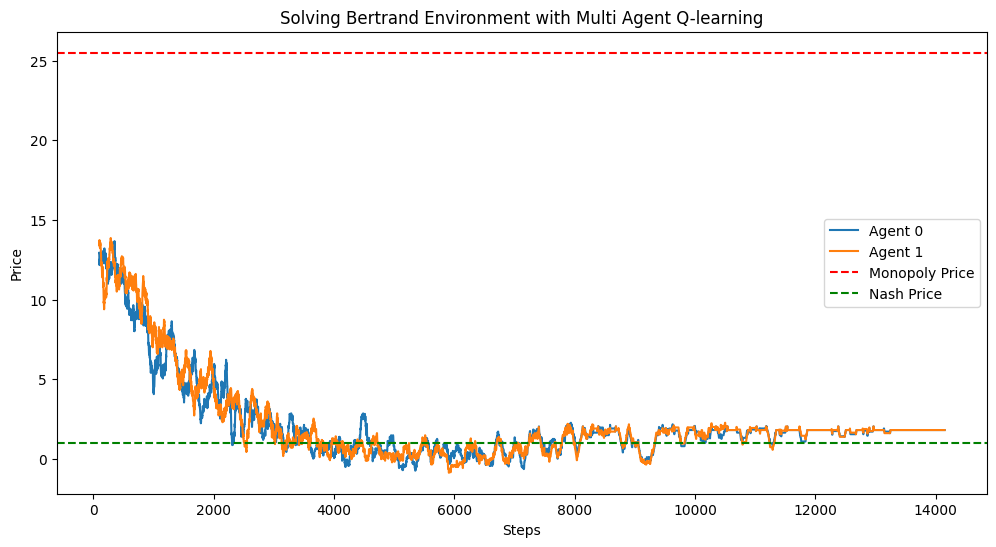 Solving Bertrand Environment with Multi Agent Q-learning
Price
25
20
15
10
5
0
Agent 0
Agent 1
Monopoly Price
Nash Price
0 2000 4000 6000 8000 10000 12000 14000
Steps